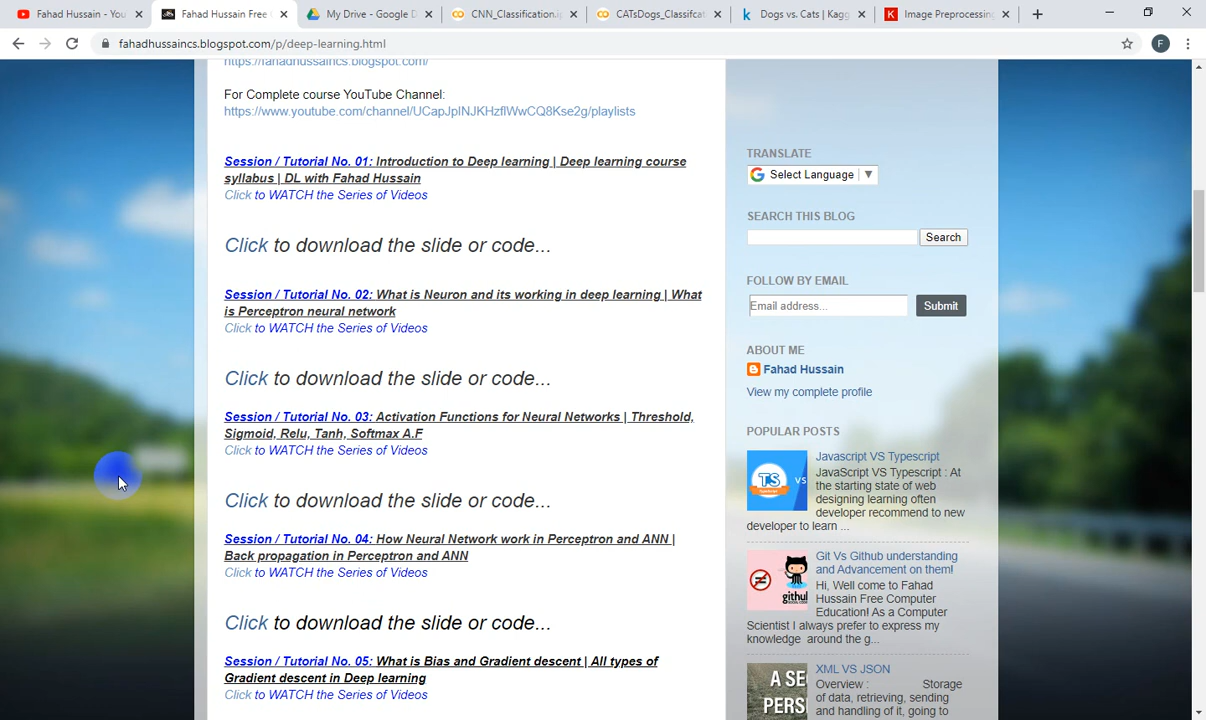 Fahad Hussain - You
Fahad Hussain Free C
My Drive - Google D
CNN_Classification.ip
CATsDogs_Classifcat
Dogs vs. Cats | Kagg
Image Preprocessing
fahadhussaincs.blogspot.com/p/deep-learning.html
https://fahadhussaincs.blogspot.com/
For Complete course YouTube Channel:
https://www.youtube.com/channel/UCapJpINJKHzflWwCQ8Kse2g/playlists
Session / Tutorial No. 01: Introduction to Deep learning | Deep learning course
syllabus | DL with Fahad Hussain
Click to WATCH the Series of Videos
Click to download the slide or code...
Session / Tutorial No. 02: What is Neuron and its working in deep learning | What
is Perceptron neural network
Click to WATCH the Series of Videos
Click to download the slide or code...
Session / Tutorial No. 03: Activation Functions for Neural Networks | Threshold,
Sigmoid, Relu, Tanh, Softmax A.F
Click to WATCH the Series of Videos
Click to download the slide or code...
Session / Tutorial No. 04: How Neural Network work in Perceptron and ANN |
Back propagation in Perceptron and ANN
Click to WATCH the Series of Videos
Click to download the slide or code...
Session / Tutorial No. 05: What is Bias and Gradient descent | All types of
Gradient descent in Deep learning
Click to WATCH the Series of Videos
TRANSLATE
G Select Language ▼
SEARCH THIS BLOG
Search
FOLLOW BY EMAIL
Email address...
Submit
ABOUT ME
Fahad Hussain
View my complete profile
POPULAR POSTS
TS VS
Javascript VS Typescript
JavaScript VS Typescript : At
the starting state of web
designing learning often
developer recommend to new
developer to learn ...
github
Git Vs Github understanding
and Advancement on them!
Hi, Well come to Fahad
Hussain Free Computer
Education! As a Computer
Scientist I always prefer to express my
knowledge around the g...
A SE
PERS
XML VS JSON
Overview : Storage
of data, retrieving, sending
and handling of it, going to